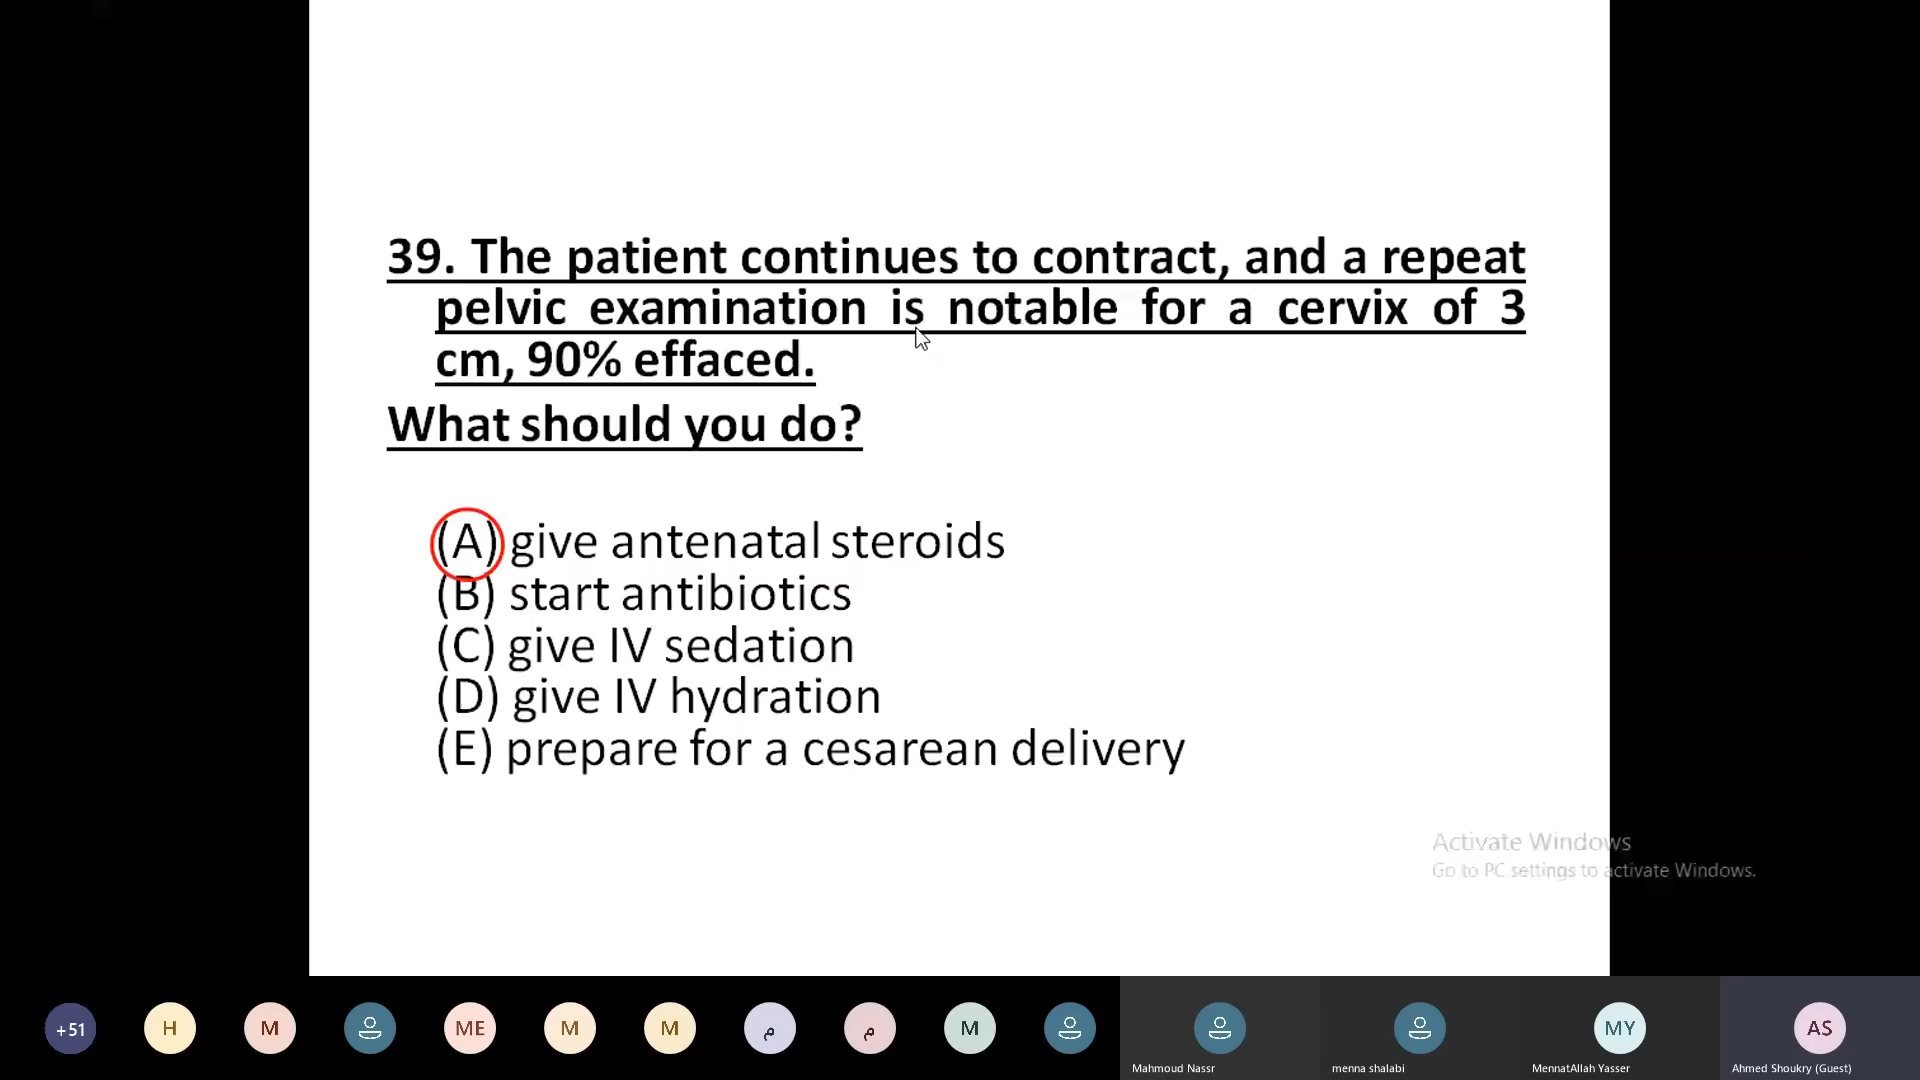 39. The patient continues to contract, and a repeat
pelvic examination is notable for a cervix of 3
cm, 90% effaced.
What should you do?
(A) give antenatal steroids
(B) start antibiotics
(C) give IV sedation
(D) give IV hydration
(E) prepare for a cesarean delivery
Activate Windows
Go to PC settings to activate Windows.
+51
H
M
ME
M
M
م
م
M
MY
AS
Mahmoud Nassr
menna shalabi
MennatAllah Yasser
Ahmed Shoukry (Guest)